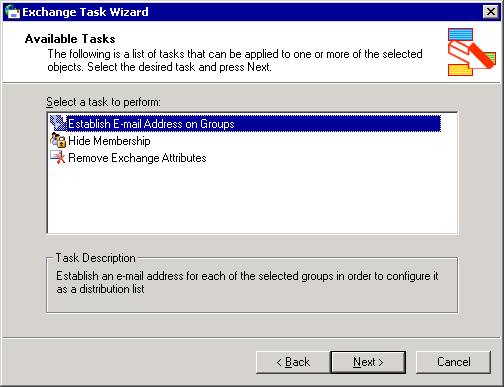 Exchange Task Wizard
Available Tasks
The following is a list of tasks that can be applied to one or more of the selected
objects. Select the desired task and press Next.
Select a task to perform:
Establish E-mail Address on Groups
Hide Membership
Remove Exchange Attributes
Task Description
Establish an e-mail address for each of the selected groups in order to configure it
as a distribution list
< Back
Next >
Cancel